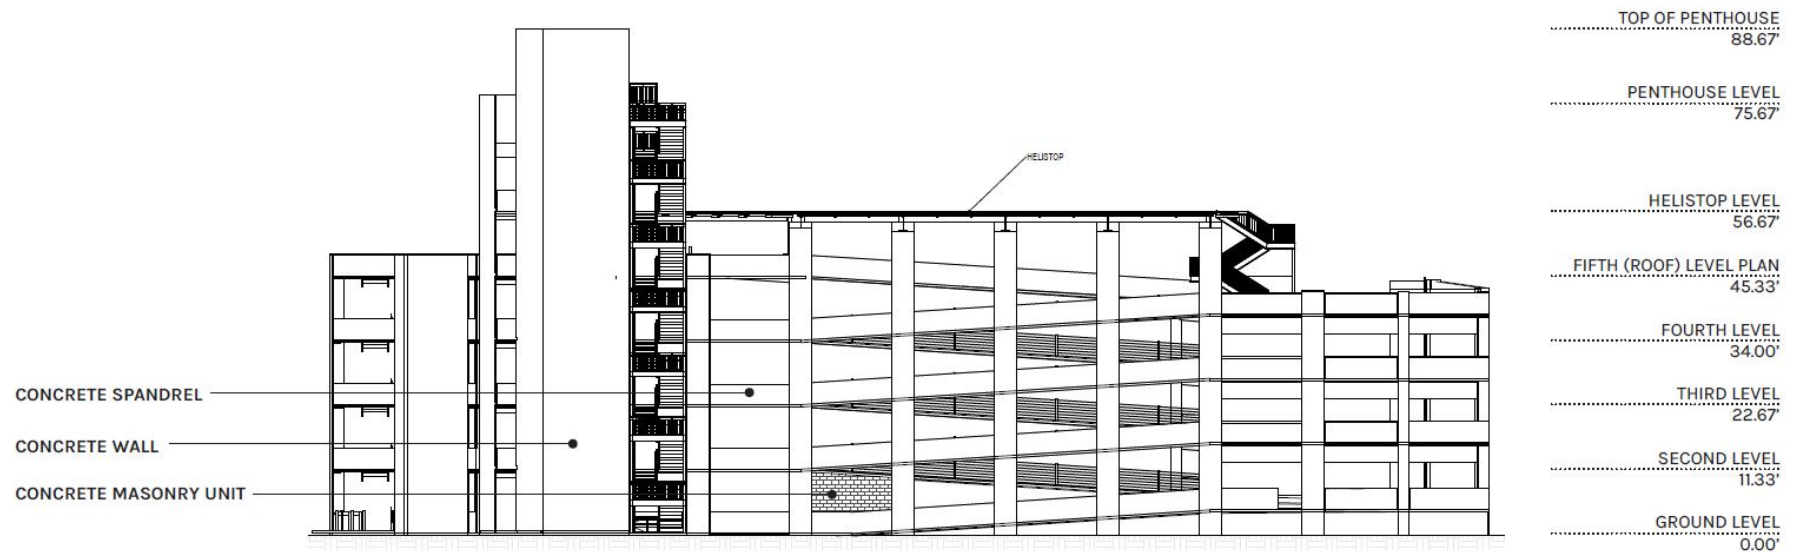 TOP OF PENTHOUSE
88.67'
PENTHOUSE LEVEL
75.67'
HELISTOP
HELISTOP LEVEL
56.67'
FIFTH (ROOF) LEVEL PLAN
45.33'
FOURTH LEVEL
34.00'
CONCRETE SPANDREL
THIRD LEVEL
22.67'
CONCRETE WALL
SECOND LEVEL
11.33'
CONCRETE MASONRY UNIT
GROUND LEVEL
0.00'